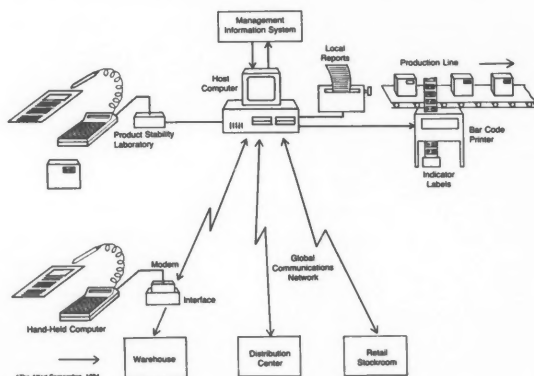 Management
Information System
Host
Computer
Local
Reports
Production Line
Product Stability
Laboratory
Bar Code
Printer
Indicator
Labels
Global
Communications
Network
Modem
Interface
Hand-Held Computer
Warehouse
Distribution
Center
Retail
Stockroom